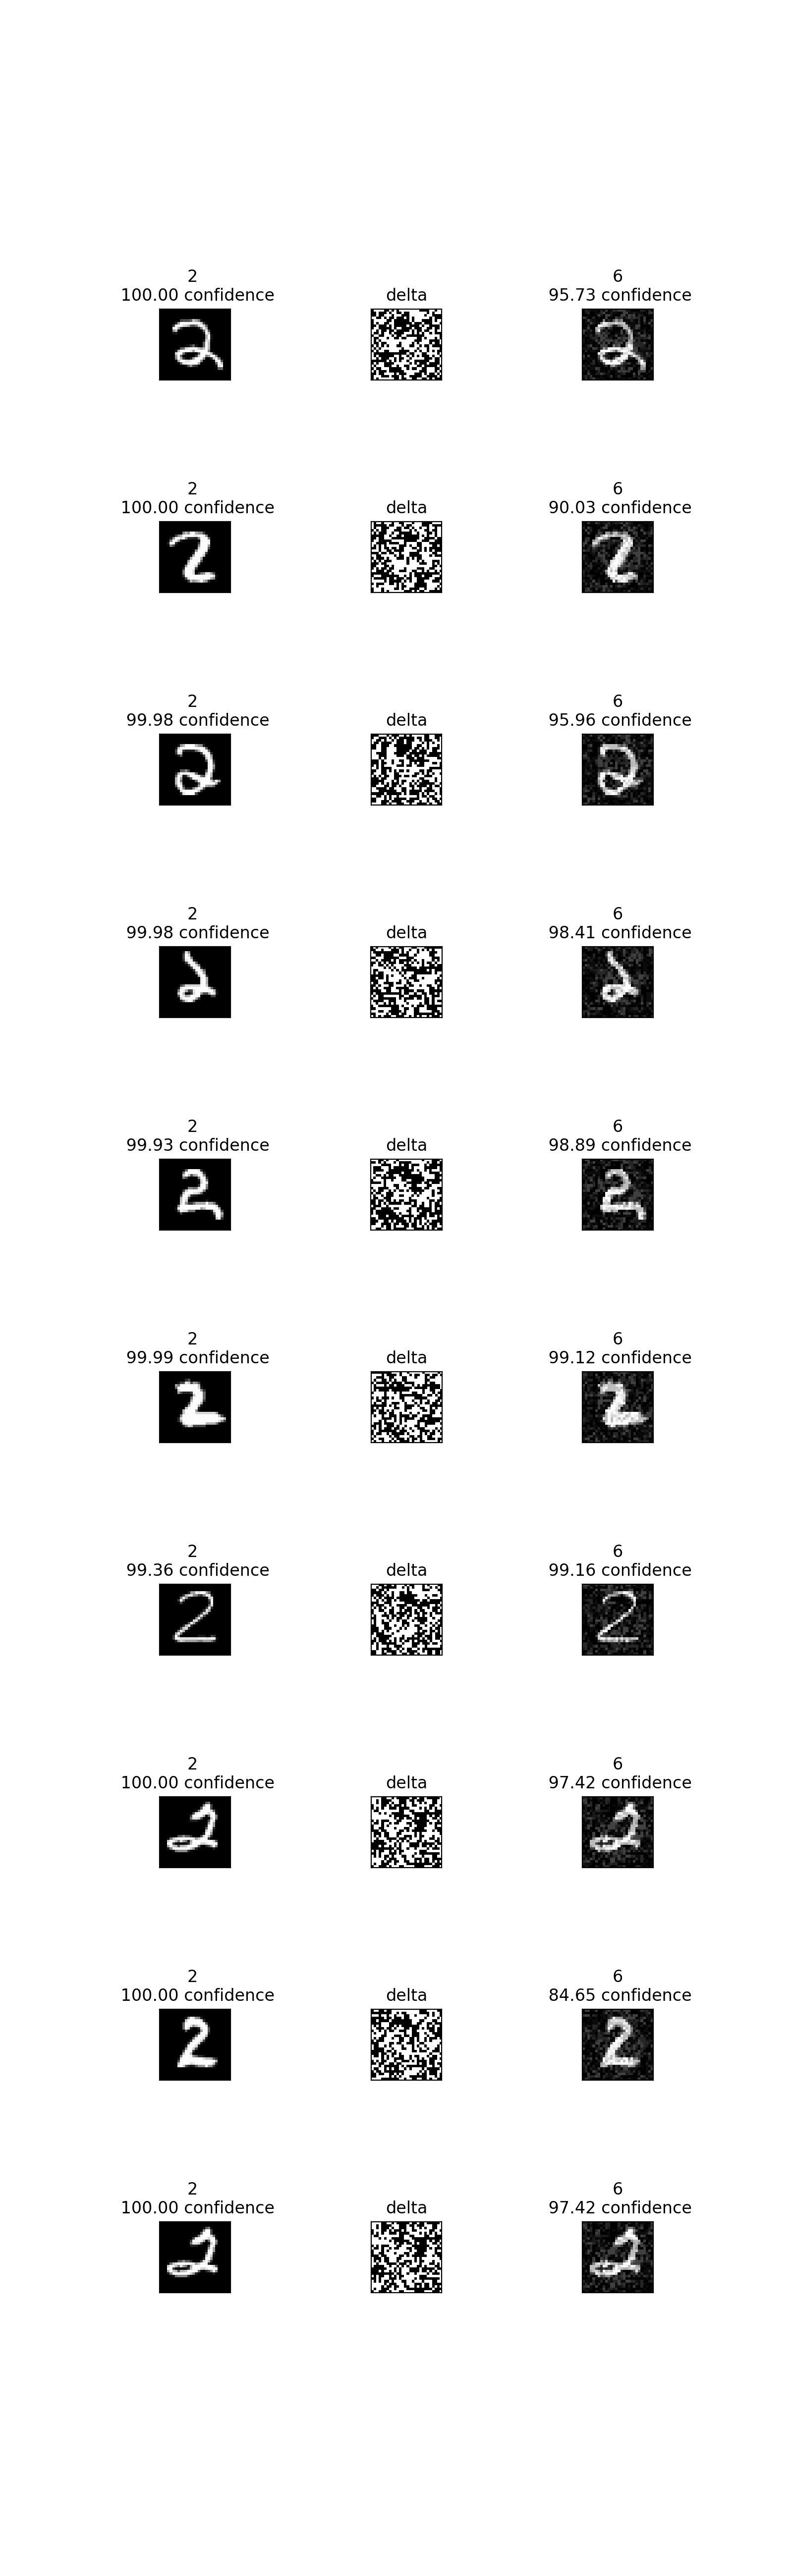 2
100.00 confidence
delta
6
95.73 confidence
2
100.00 confidence
delta
6
90.03 confidence
2
99.98 confidence
delta
6
95.96 confidence
2
99.98 confidence
delta
6
98.41 confidence
2
99.93 confidence
delta
6
98.89 confidence
2
99.99 confidence
delta
6
99.12 confidence
2
99.36 confidence
delta
6
99.16 confidence
2
100.00 confidence
delta
6
97.42 confidence
2
100.00 confidence
delta
6
84.65 confidence
2
100.00 confidence
delta
6
97.42 confidence